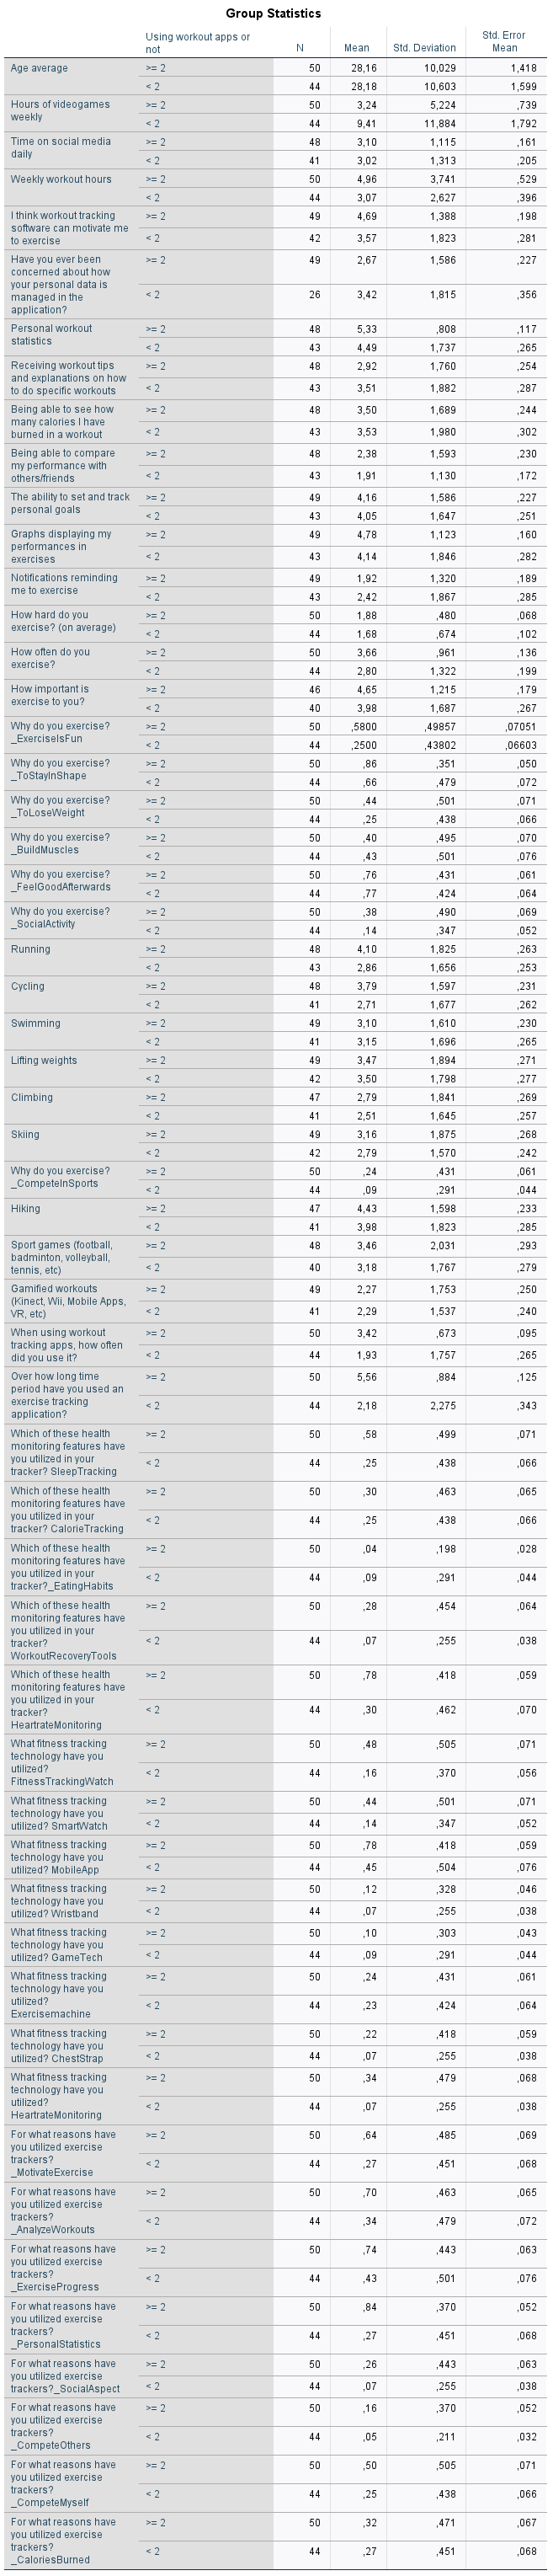 Group Statistics
Using workout apps or not N Mean Std. Deviation Std. Error Mean
Age average >= 2 50 28,16 10,029 1,418
< 2 44 28,18 10,603 1,599
Hours of videogames weekly >= 2 50 3,24 5,224 ,739
< 2 44 9,41 11,884 1,792
Time on social media daily >= 2 48 3,10 1,115 ,161
< 2 41 3,02 1,313 ,205
Weekly workout hours >= 2 50 4,96 3,741 ,529
< 2 44 3,07 2,627 ,396
I think workout tracking software can motivate me to exercise >= 2 49 4,69 1,388 ,198
< 2 42 3,57 1,823 ,281
Have you ever been concerned about how your personal data is managed in the application? >= 2 49 2,67 1,586 ,227
< 2 26 3,42 1,815 ,356
Personal workout statistics >= 2 48 5,33 ,808 ,117
< 2 43 4,49 1,737 ,265
Receiving workout tips and explanations on how to do specific workouts >= 2 48 2,92 1,760 ,254
< 2 43 3,51 1,882 ,287
Being able to see how many calories I have burned in a workout >= 2 48 3,50 1,689 ,244
< 2 43 3,53 1,980 ,302
Being able to compare my performance with others/friends >= 2 48 2,38 1,593 ,230
< 2 43 1,91 1,130 ,172
The ability to set and track personal goals >= 2 49 4,16 1,586 ,227
< 2 43 4,05 1,647 ,251
Graphs displaying my performances in exercises >= 2 49 4,78 1,123 ,160
< 2 43 4,14 1,846 ,282
Notifications reminding me to exercise >= 2 49 1,92 1,320 ,189
< 2 43 2,42 1,867 ,285
How hard do you exercise? (on average) >= 2 50 1,88 ,480 ,068
< 2 44 1,68 ,674 ,102
How often do you exercise? >= 2 50 3,66 ,961 ,136
< 2 44 2,80 1,322 ,199
How important is exercise to you? >= 2 46 4,65 1,215 ,179
< 2 40 3,98 1,687 ,267
Why do you exercise? _ExerciseIsFun >= 2 50 ,5800 ,49857 ,07051
< 2 44 ,2500 ,43802 ,06603
Why do you exercise? _ToStayInShape >= 2 50 ,86 ,351 ,050
< 2 44 ,66 ,479 ,072
Why do you exercise? _ToLoseWeight >= 2 50 ,44 ,501 ,071
< 2 44 ,25 ,438 ,066
Why do you exercise? _BuildMuscles >= 2 50 ,40 ,495 ,070
< 2 44 ,43 ,501 ,076
Why do you exercise? _FeelGoodAfterwards >= 2 50 ,76 ,431 ,061
< 2 44 ,77 ,424 ,064
Why do you exercise? _SocialActivity >= 2 50 ,38 ,490 ,069
< 2 44 ,14 ,347 ,052
Running >= 2 48 4,10 1,825 ,263
< 2 43 2,86 1,656 ,253
Cycling >= 2 48 3,79 1,597 ,231
< 2 41 2,71 1,677 ,262
Swimming >= 2 49 3,10 1,610 ,230
< 2 41 3,15 1,696 ,265
Lifting weights >= 2 49 3,47 1,894 ,271
< 2 42 3,50 1,798 ,277
Climbing >= 2 47 2,79 1,841 ,269
< 2 41 2,51 1,645 ,257
Skiing >= 2 49 3,16 1,875 ,268
< 2 42 2,79 1,570 ,242
Why do you exercise? _CompeteInSports >= 2 50 ,24 ,431 ,061
< 2 44 ,09 ,291 ,044
Hiking >= 2 47 4,43 1,598 ,233
< 2 41 3,98 1,823 ,285
Sport games (football, badminton, volleyball, tennis, etc) >= 2 48 3,46 2,031 ,293
< 2 40 3,18 1,767 ,279
Gamified workouts (Kinect, Wii, Mobile Apps, VR, etc) >= 2 49 2,27 1,753 ,250
< 2 41 2,29 1,537 ,240
When using workout tracking apps, how often did you use it? >= 2 50 3,42 ,673 ,095
< 2 44 1,93 1,757 ,265
Over how long time period have you used an exercise tracking application? >= 2 50 5,56 ,884 ,125
< 2 44 2,18 2,275 ,343
Which of these health monitoring features have you utilized in your tracker? SleepTracking >= 2 50 ,58 ,499 ,071
< 2 44 ,25 ,438 ,066
Which of these health monitoring features have you utilized in your tracker? CalorieTracking >= 2 50 ,30 ,463 ,065
< 2 44 ,25 ,438 ,066
Which of these health monitoring features have you utilized in your tracker?_EatingHabits >= 2 50 ,04 ,198 ,028
< 2 44 ,09 ,291 ,044
Which of these health monitoring features have you utilized in your tracker? WorkoutRecoveryTools >= 2 50 ,28 ,454 ,064
< 2 44 ,07 ,255 ,038
Which of these health monitoring features have you utilized in your tracker? HeartrateMonitoring >= 2 50 ,78 ,418 ,059
< 2 44 ,30 ,462 ,070
What fitness tracking technology have you utilized? FitnessTrackingWatch >= 2 50 ,48 ,505 ,071
< 2 44 ,16 ,370 ,056
What fitness tracking technology have you utilized? SmartWatch >= 2 50 ,44 ,501 ,071
< 2 44 ,14 ,347 ,052
What fitness tracking technology have you utilized? MobileApp >= 2 50 ,78 ,418 ,059
< 2 44 ,45 ,504 ,076
What fitness tracking technology have you utilized? Wristband >= 2 50 ,12 ,328 ,046
< 2 44 ,07 ,255 ,038
What fitness tracking technology have you utilized? GameTech >= 2 50 ,10 ,303 ,043
< 2 44 ,09 ,291 ,044
What fitness tracking technology have you utilized? Exercisemachine >= 2 50 ,24 ,431 ,061
< 2 44 ,23 ,424 ,064
What fitness tracking technology have you utilized? ChestStrap >= 2 50 ,22 ,418 ,059
< 2 44 ,07 ,255 ,038
What fitness tracking technology have you utilized? HeartrateMonitoring >= 2 50 ,34 ,479 ,068
< 2 44 ,07 ,255 ,038
For what reasons have you utilized exercise trackers? _MotivateExercise >= 2 50 ,64 ,485 ,069
< 2 44 ,27 ,451 ,068
For what reasons have you utilized exercise trackers? _AnalyzeWorkouts >= 2 50 ,70 ,463 ,065
< 2 44 ,34 ,479 ,072
For what reasons have you utilized exercise trackers? _ExerciseProgress >= 2 50 ,74 ,443 ,063
< 2 44 ,43 ,501 ,076
For what reasons have you utilized exercise trackers? _PersonalStatistics >= 2 50 ,84 ,370 ,052
< 2 44 ,27 ,451 ,068
For what reasons have you utilized exercise trackers?_SocialAspect >= 2 50 ,26 ,443 ,063
< 2 44 ,07 ,255 ,038
For what reasons have you utilized exercise trackers? _CompeteOthers >= 2 50 ,16 ,370 ,052
< 2 44 ,05 ,211 ,032
For what reasons have you utilized exercise trackers? _CompeteMyself >= 2 50 ,50 ,505 ,071
< 2 44 ,25 ,438 ,066
For what reasons have you utilized exercise trackers? _CaloriesBurned >= 2 50 ,32 ,471 ,067
< 2 44 ,27 ,451 ,068